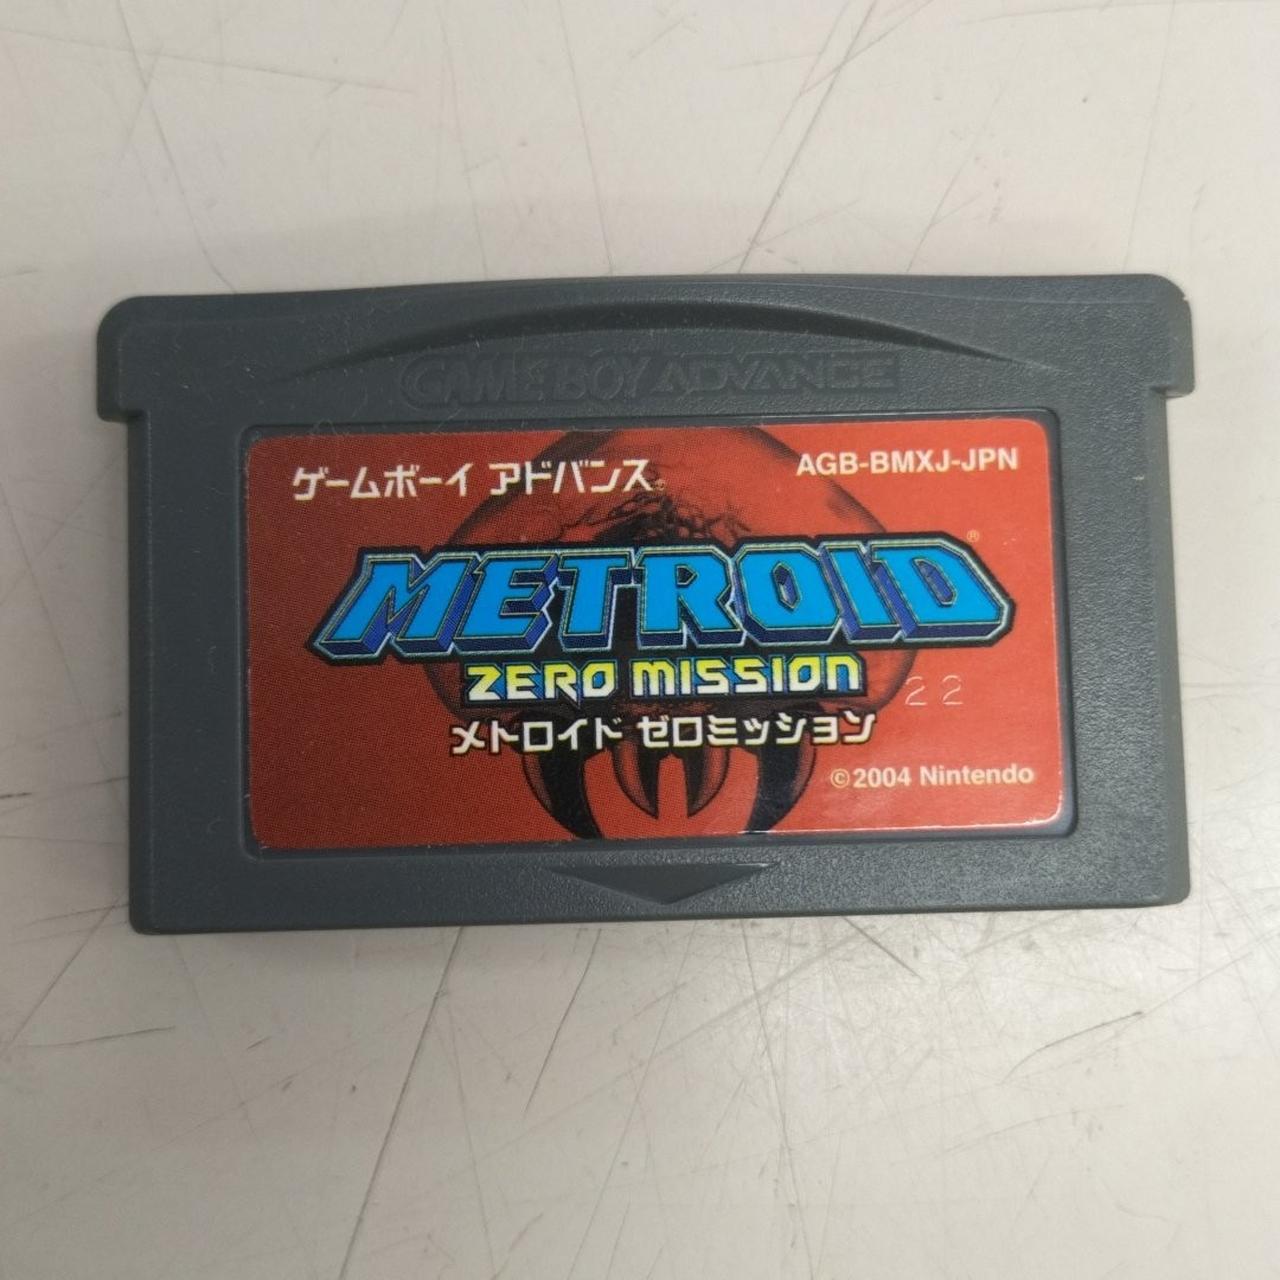 GAME BOY ADVANCE
ゲームボーイ アドバンス
AGB-BMXJ-JPN
METROID®
ZERO MISSION
22
メトロイド ゼロミッション
©2004 Nintendo